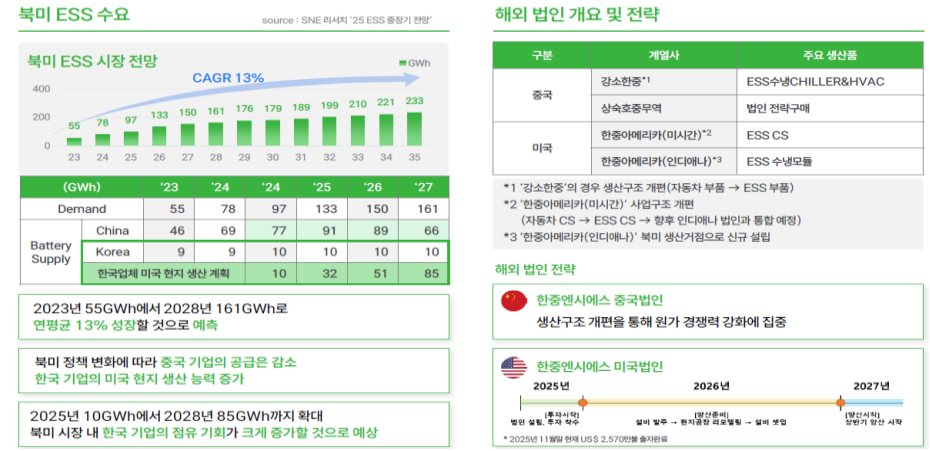 북미 ESS 수요
source : SNE 리서치 '25 ESS 중장기 전망'
북미 ESS 시장 전망
GWh
CAGR 13%
400
200
0
55 78 97 133 150 161 176 179 189 199 210 221 233
23 24 25 26 27 28 29 30 31 32 33 34 35
(GWh) '23 '24 '24 '25 '26 '27
Demand 55 78 97 133 150 161
Battery Supply
China 46 69 77 91 89 66
Korea 9 9 10 10 10 10
한국업체 미국 현지 생산 계획 10 32 51 85
2023년 55GWh에서 2028년 161GWh로
연평균 13% 성장할 것으로 예측
북미 정책 변화에 따라 중국 기업의 공급은 감소
한국 기업의 미국 현지 생산 능력 증가
2025년 10GWh에서 2028년 85GWh까지 확대
북미 시장 내 한국 기업의 점유 기회가 크게 증가할 것으로 예상
해외 법인 개요 및 전략
구분 계열사 주요 생산품
중국
강소한중*1 ESS수냉CHILLER&HVAC
상숙호중무역 법인 전략구매
미국
한중아메리카(미시간)*2 ESS CS
한중아메리카(인디애나)*3 ESS 수냉모듈
*1 '강소한중'의 경우 생산구조 개편(자동차 부품 → ESS 부품)
*2 '한중아메리카(미시간)' 사업구조 개편
(자동차 CS → ESS CS → 향후 인디애나 법인과 통합 예정)
*3 '한중아메리카(인디애나)' 북미 생산거점으로 신규 설립
해외 법인 전략
한중엔시에스 중국법인
생산구조 개편을 통해 원가 경쟁력 강화에 집중
한중엔시에스 미국법인
2025년 2026년 2027년
[투자시작] [양산준비] [양산시작]
법인 설립, 투자 착수 설비 발주 → 현지공장 리모델링 → 설비 셋업 상반기 양산 시작
* 2025년 11월말 현재 US$ 2,570만불 출자완료